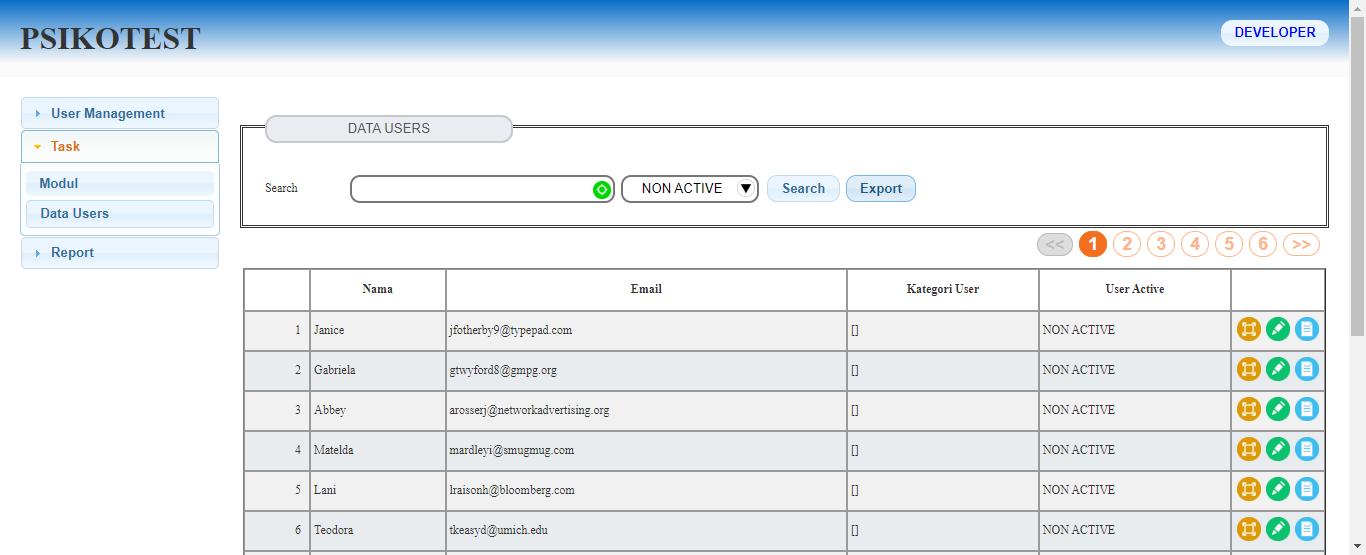 PSIKOTEST
DEVELOPER
User Management
Task
Modul
Data Users
Report
DATA USERS
Search NON ACTIVE Search Export
<< 1 2 3 4 5 6 >>
Nama Email Kategori User User Active
1 Janice jfotherby9@typepad.com [] NON ACTIVE
2 Gabriela gtwyford8@gmpg.org [] NON ACTIVE
3 Abbey arosserj@networkadvertising.org [] NON ACTIVE
4 Matelda mardleyi@smugmug.com [] NON ACTIVE
5 Lani lraisonh@bloomberg.com [] NON ACTIVE
6 Teodora tkeasyd@umich.edu [] NON ACTIVE